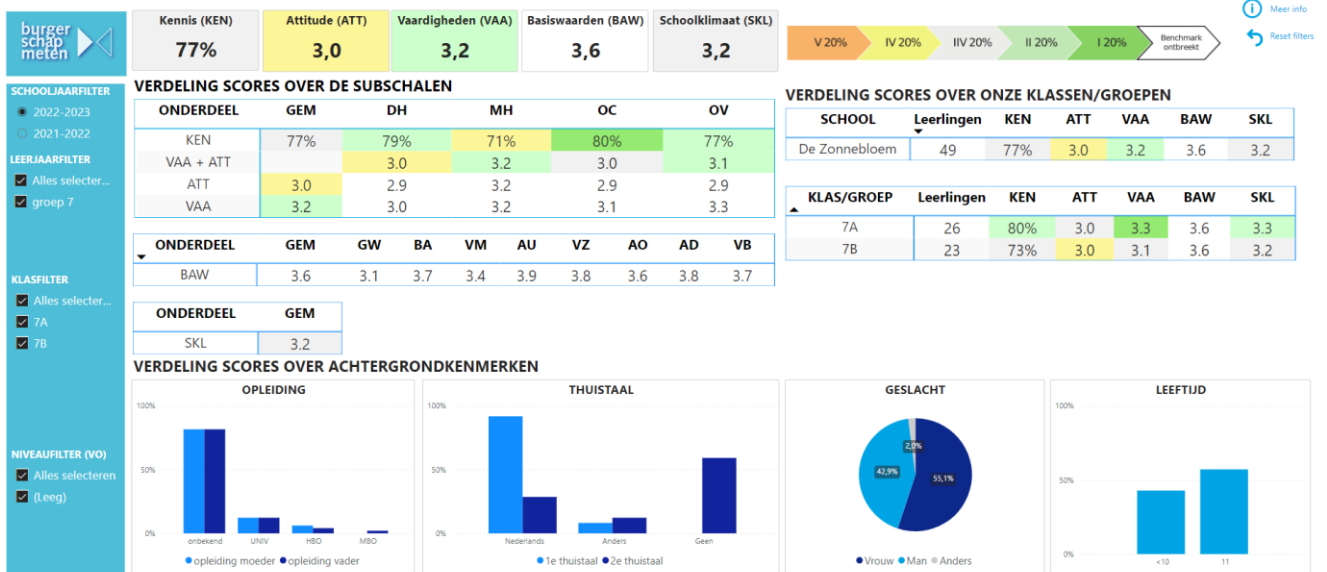 burger
schap
meten
Kennis (KEN)
77%
Attitude (ATT)
3,0
Vaardigheden (VAA)
3,2
Basiswaarden (BAW)
3,6
Schoolklimaat (SKL)
3,2
V 20%
IV 20%
IIV 20%
II 20%
I 20%
Benchmark
ontbreekt
Meer info
Reset filters
SCHOOLJAARFILTER
2022-2023
2021-2022
LEERJAARFILTER
Alles selecter...
groep 7
KLASFILTER
Alles selecter...
7A
7B
NIVEAUFILTER (VO)
Alles selecteren
(Leeg)
VERDELING SCORES OVER DE SUBSCHALEN
ONDERDEEL GEM DH MH OC OV
KEN 77% 79% 71% 80% 77%
VAA + ATT 3.0 3.2 3.0 3.1
ATT 3.0 2.9 3.2 2.9 2.9
VAA 3.2 3.0 3.2 3.1 3.3
ONDERDEEL GEM GW BA VM AU VZ AO AD VB
BAW 3.6 3.1 3.7 3.4 3.9 3.8 3.6 3.8 3.7
ONDERDEEL GEM
SKL 3.2
VERDELING SCORES OVER ONZE KLASSEN/GROEPEN
SCHOOL Leerlingen KEN ATT VAA BAW SKL
De Zonnebloem 49 77% 3.0 3.2 3.6 3.2
KLAS/GROEP Leerlingen KEN ATT VAA BAW SKL
7A 26 80% 3.0 3.3 3.6 3.3
7B 23 73% 3.0 3.1 3.6 3.2
VERDELING SCORES OVER ACHTERGRONDKENMERKEN
OPLEIDING
100%
50%
0%
onbekend UNIV HBO MBO
opleiding moeder opleiding vader
THUISTAAL
100%
50%
0%
Nederlands Anders Geen
1e thuistaal 2e thuistaal
GESLACHT
2,0%
42,9%
55,1%
Vrouw Man Anders
LEEFTIJD
100%
50%
0%
<10 11